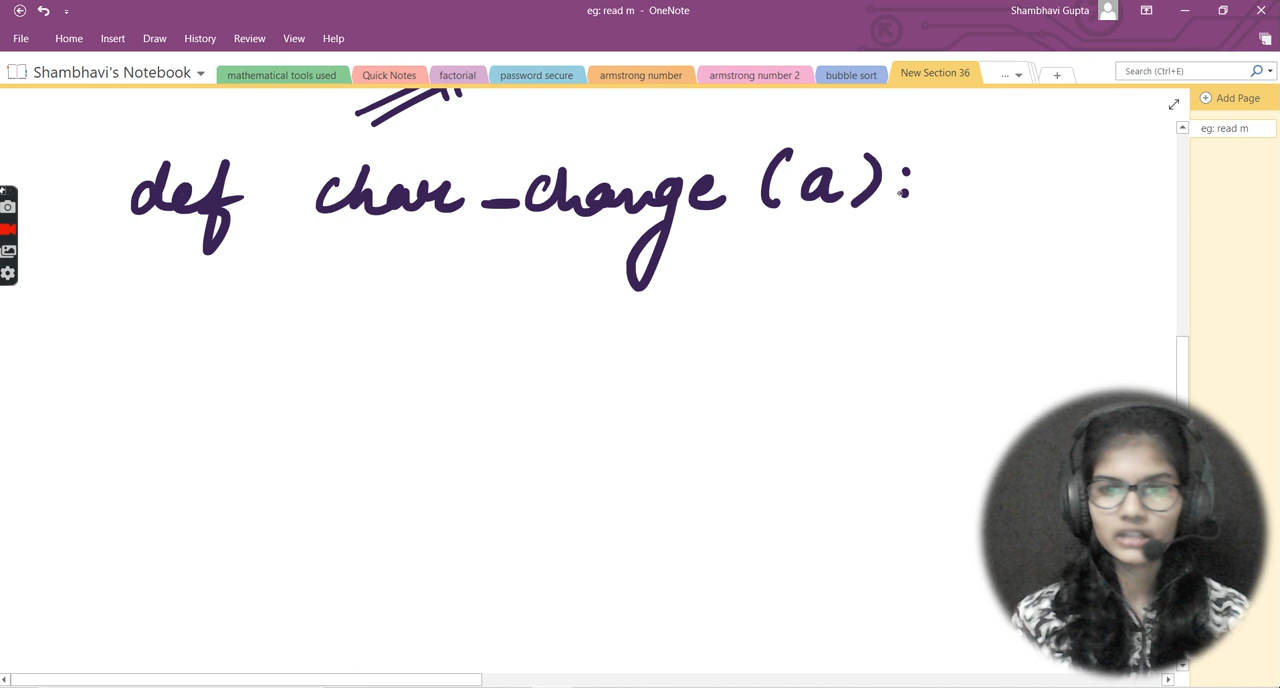 eg: read m - OneNote
Shambhavi Gupta
File Home Insert Draw History Review View Help
Shambhavi's Notebook
mathematical tools used
Quick Notes
factorial
password secure
armstrong number
armstrong number 2
bubble sort
New Section 36
...
Search (Ctrl+E)
Add Page
eg: read m
def char_change (a):